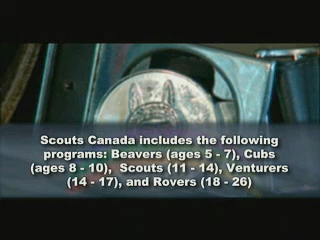 Scouts Canada includes the following
programs: Beavers (ages 5 - 7), Cubs
(ages 8 - 10),  Scouts (11 - 14), Venturers
(14 - 17), and Rovers (18 - 26)